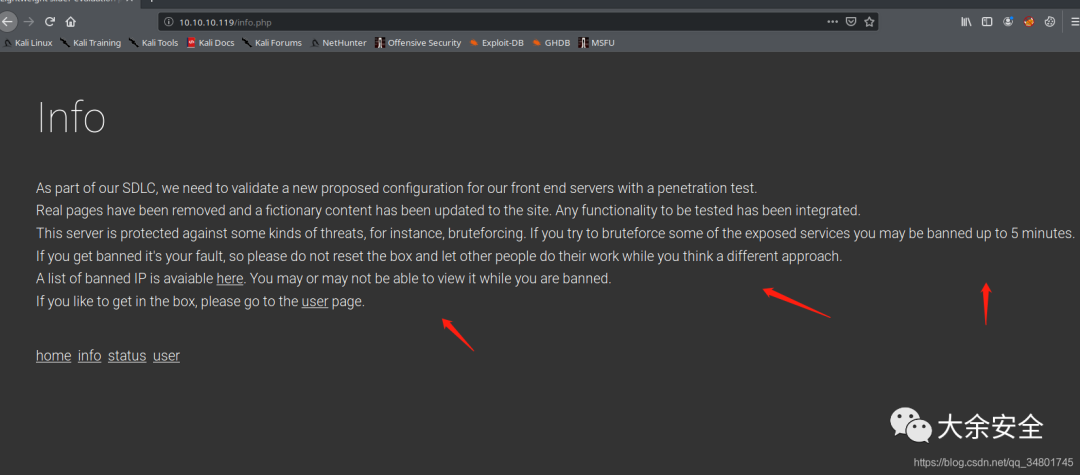 10.10.10.119/info.php
Kali Linux Kali Training Kali Tools Kali Docs Kali Forums NetHunter Offensive Security Exploit-DB GHDB MSFU
Info
As part of our SDLC, we need to validate a new proposed configuration for our front end servers with a penetration test.
Real pages have been removed and a fictionary content has been updated to the site. Any functionality to be tested has been integrated.
This server is protected against some kinds of threats, for instance, bruteforcing. If you try to bruteforce some of the exposed services you may be banned up to 5 minutes.
If you get banned it's your fault, so please do not reset the box and let other people do their work while you think a different approach.
A list of banned IP is avaiable here. You may or may not be able to view it while you are banned.
If you like to get in the box, please go to the user page.
home info status user
大余安全
https://blog.csdn.net/qq_34801745